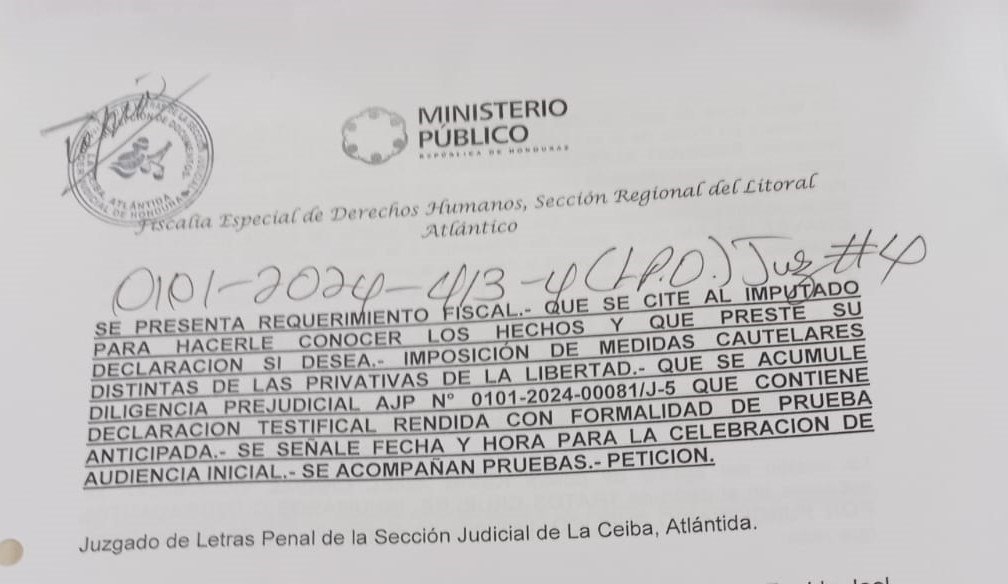 MINISTERIO
PÚBLICO
REPÚBLICA DE HONDURAS
ATLÁNTIDA
Fiscalía Especial de Derechos Humanos, Sección Regional del Litoral
Atlántico
0101-2024-413-4 (L.P.O.) Juz #4
SE PRESENTA REQUERIMIENTO FISCAL.- QUE SE CITE AL IMPUTADO
PARA HACERLE CONOCER LOS HECHOS Y QUE PRESTE SU
DECLARACION SI DESEA.- IMPOSICIÓN DE MEDIDAS CAUTELARES
DISTINTAS DE LAS PRIVATIVAS DE LA LIBERTAD.- QUE SE ACUMULE
DILIGENCIA PREJUDICIAL AJP N° 0101-2024-00081/J-5 QUE CONTIENE
DECLARACION TESTIFICAL RENDIDA CON FORMALIDAD DE PRUEBA
ANTICIPADA.- SE SEÑALE FECHA Y HORA PARA LA CELEBRACION DE
AUDIENCIA INICIAL.- SE ACOMPAÑAN PRUEBAS.- PETICION.
Juzgado de Letras Penal de la Sección Judicial de La Ceiba, Atlántida.